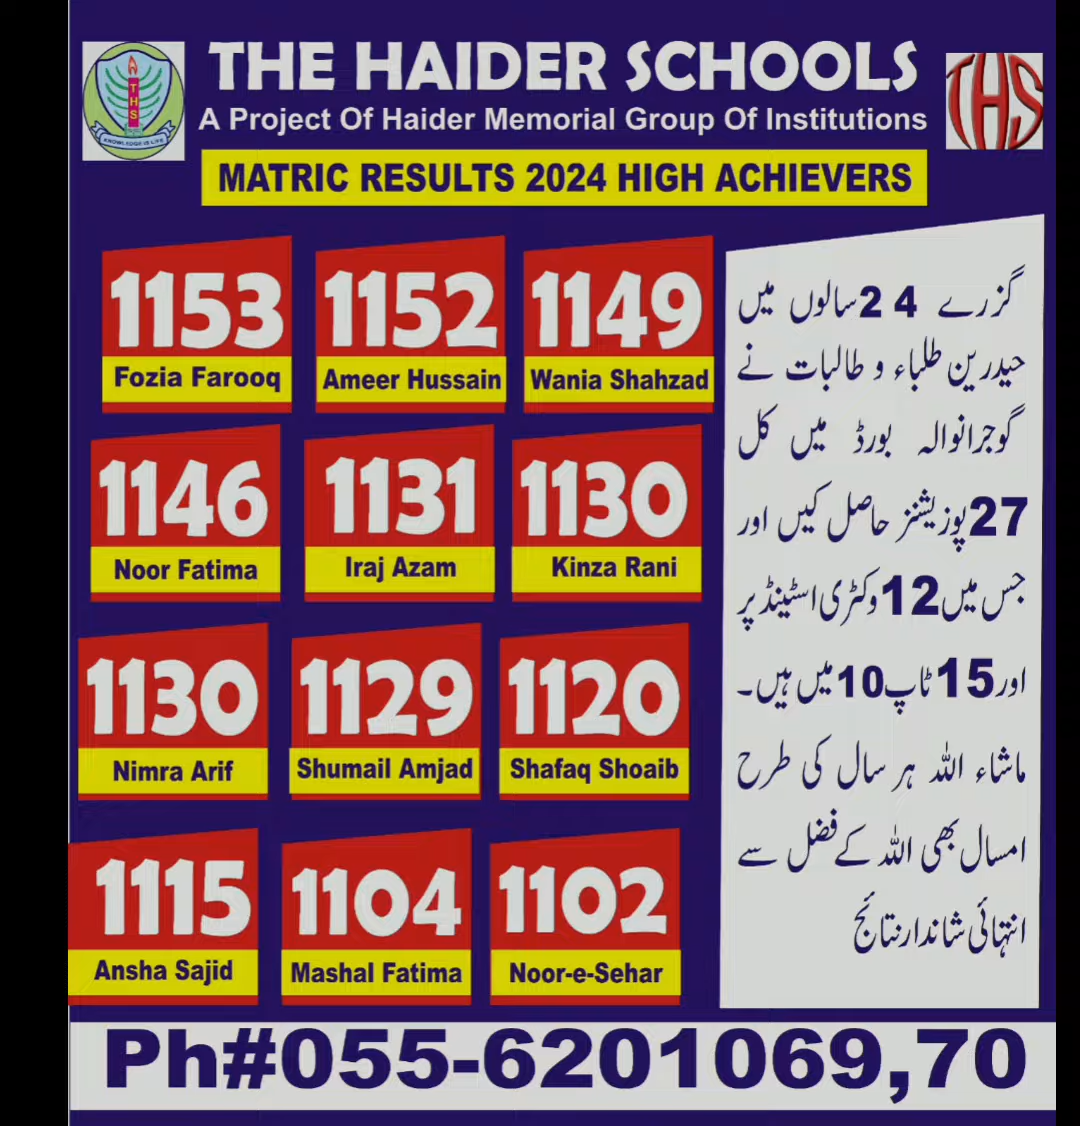 THE HAIDER SCHOOLS
A Project Of Haider Memorial Group Of Institutions
THS
KNOWLEDGE IS LIFE
THS
MATRIC RESULTS 2024 HIGH ACHIEVERS
1153
Fozia Farooq
1152
Ameer Hussain
1149
Wania Shahzad
1146
Noor Fatima
1131
Iraj Azam
1130
Kinza Rani
1130
Nimra Arif
1129
Shumail Amjad
1120
Shafaq Shoaib
1115
Ansha Sajid
1104
Mashal Fatima
1102
Noor-e-Sehar
گزرے 24 سالوں میں
حیدرین طلباء و طالبات نے
گوجرانوالہ بورڈ میں کل
27 پوزیشنز حاصل کیں اور
جس میں 12 وکٹری اسٹینڈ پر
اور 15 ٹاپ 10 میں ہیں۔
ماشاء اللہ ہر سال کی طرح
امسال بھی اللہ کے فضل سے
انتہائی شاندار نتائج
Ph#055-6201069,70